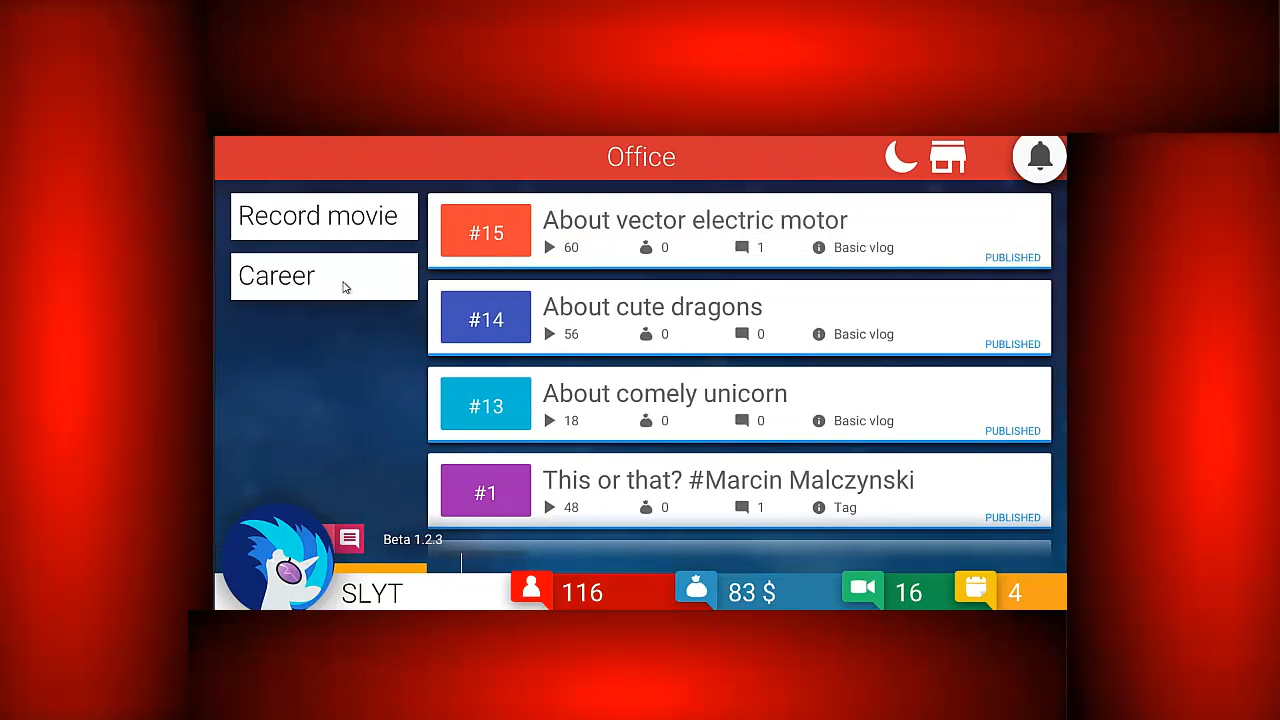 Office
Record movie
Career
#15
About vector electric motor
60 0 1 Basic vlog
PUBLISHED
#14
About cute dragons
56 0 0 Basic vlog
PUBLISHED
#13
About comely unicorn
18 0 0 Basic vlog
PUBLISHED
#1
This or that? #Marcin Malczynski
48 0 1 Tag
PUBLISHED
Beta 1.2.3
SLYT
116
83 $
16
4